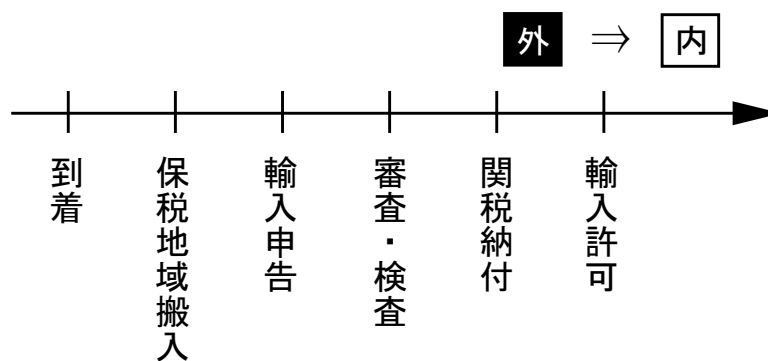 外 ⇒ 内
到着
保税地域搬入
輸入申告
審査・検査
関税納付
輸入許可